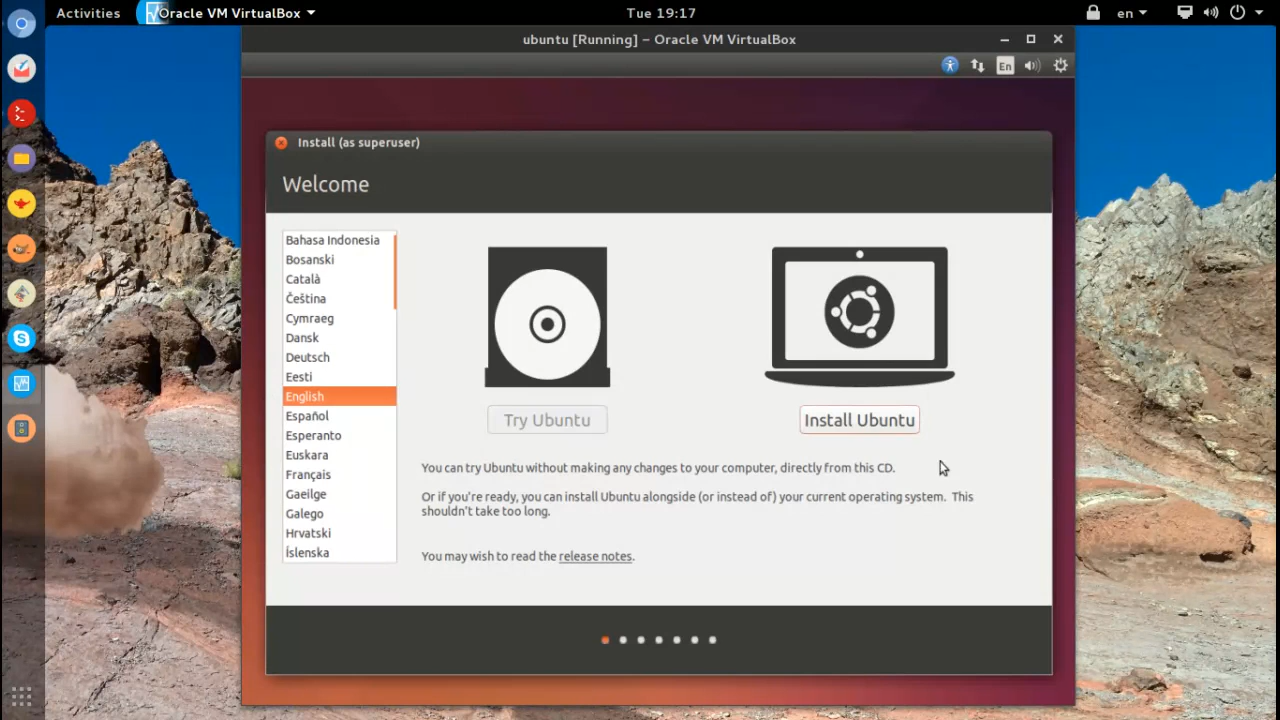 Activities
Oracle VM VirtualBox
Tue 19:17
en
ubuntu [Running] – Oracle VM VirtualBox
En
Install (as superuser)
Welcome
Bahasa Indonesia
Bosanski
Català
Čeština
Cymraeg
Dansk
Deutsch
Eesti
English
Español
Esperanto
Euskara
Français
Gaeilge
Galego
Hrvatski
Íslenska
Try Ubuntu
Install Ubuntu
You can try Ubuntu without making any changes to your computer, directly from this CD.
Or if you're ready, you can install Ubuntu alongside (or instead of) your current operating system. This
shouldn't take too long.
You may wish to read the release notes.